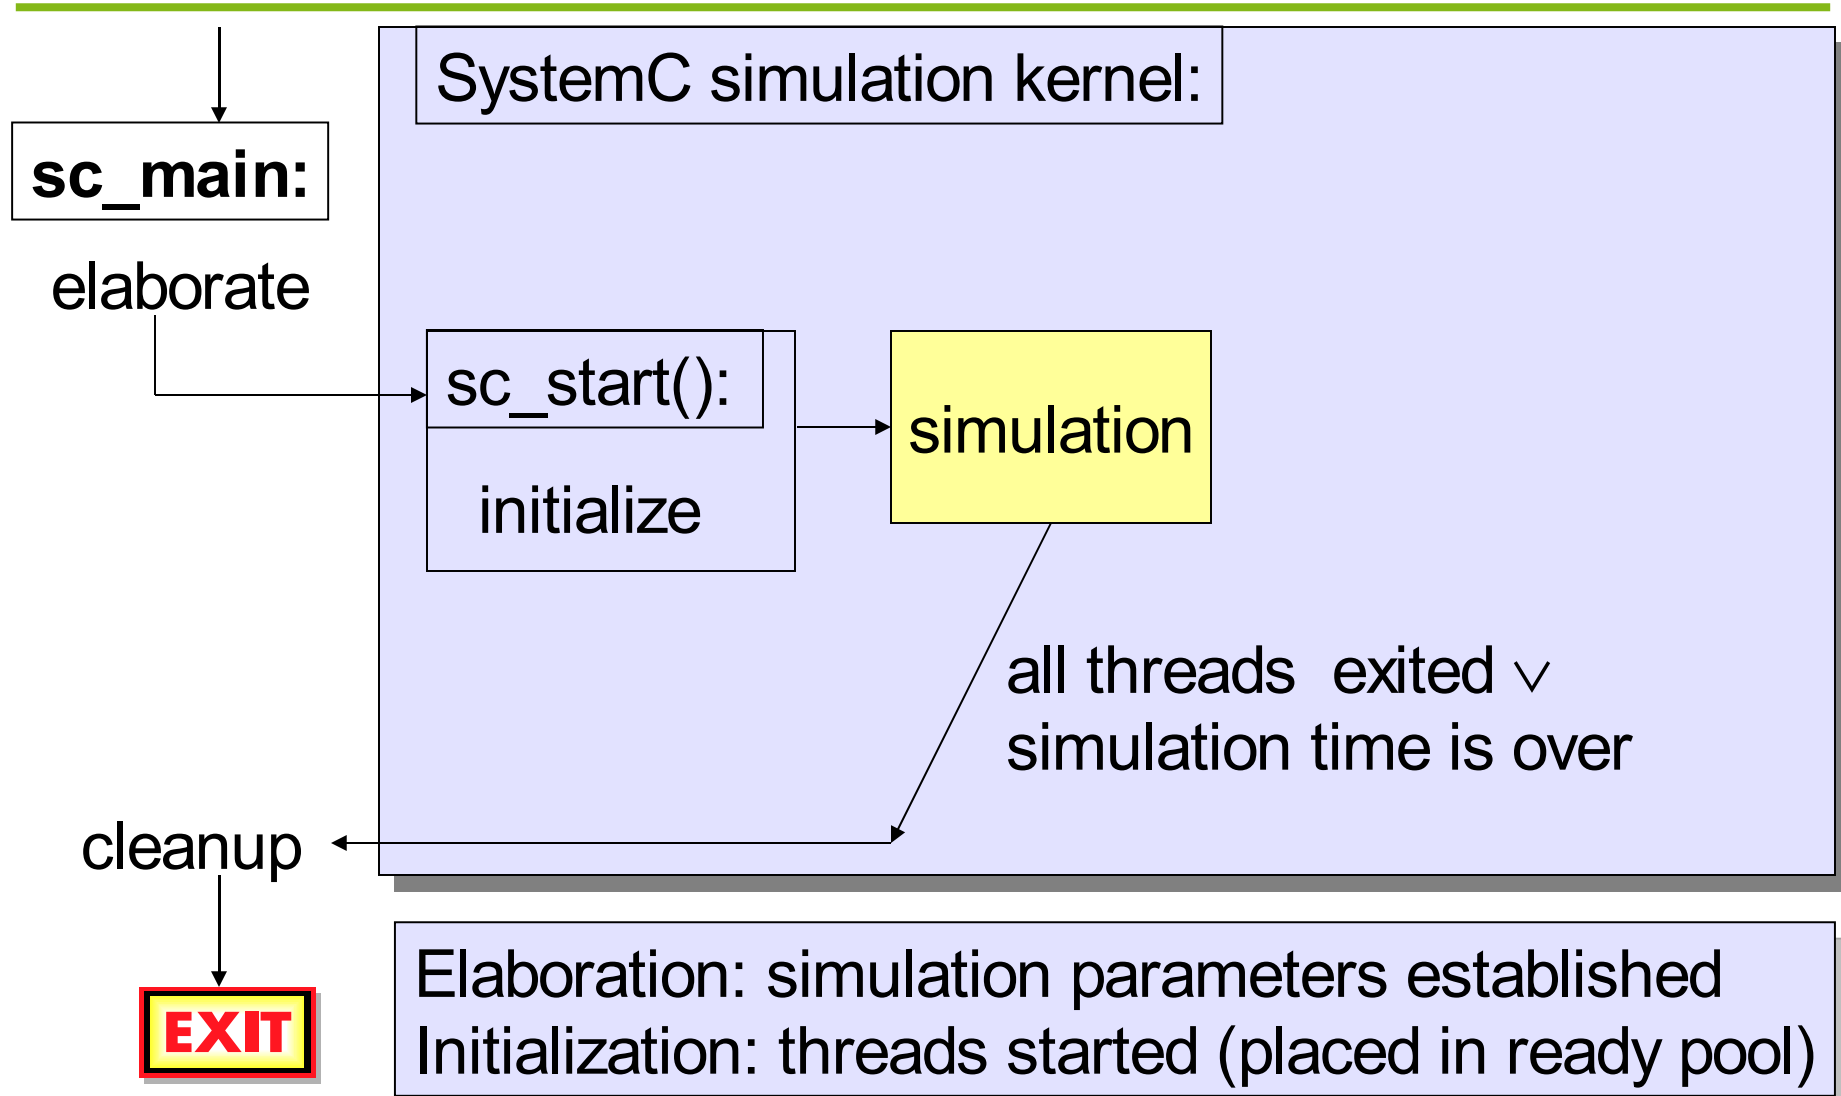 SystemC simulation kernel:
sc_main:
elaborate
sc_start():
initialize
simulation
all threads exited ∨
simulation time is over
cleanup
EXIT
Elaboration: simulation parameters established
Initialization: threads started (placed in ready pool)